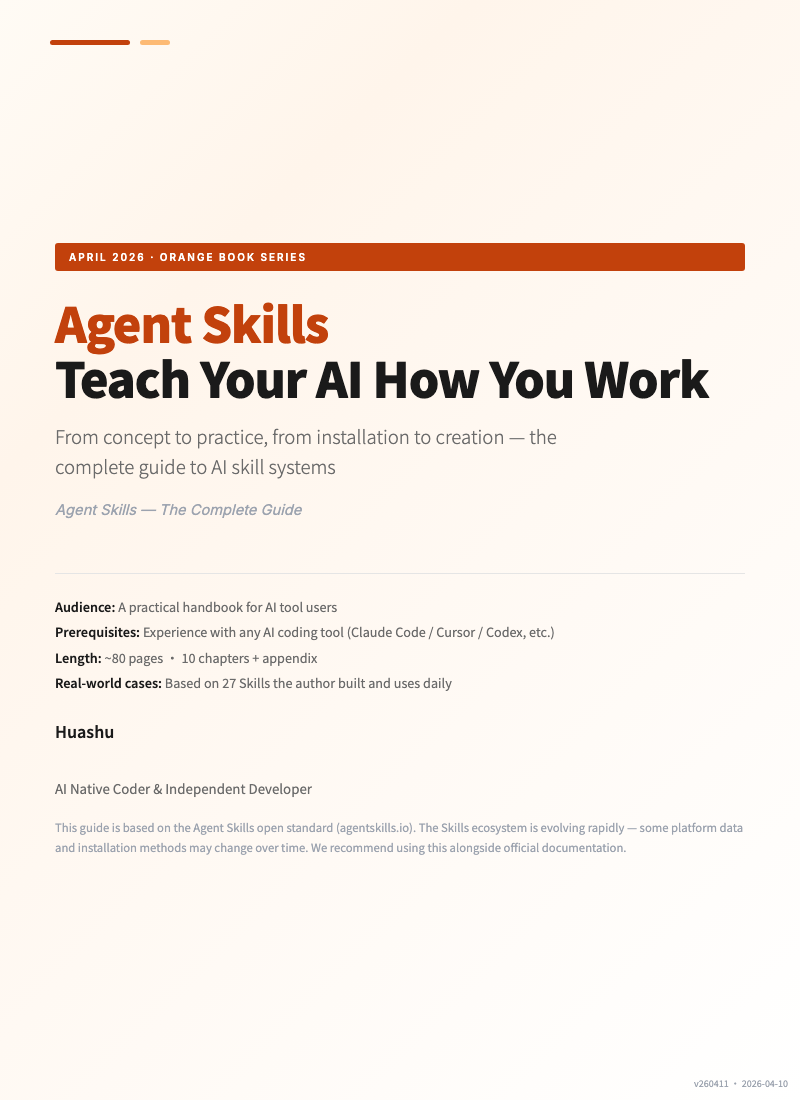 APRIL 2026 · ORANGE BOOK SERIES
Agent Skills
Teach Your AI How You Work
From concept to practice, from installation to creation — the
complete guide to AI skill systems
Agent Skills — The Complete Guide
Audience: A practical handbook for AI tool users
Prerequisites: Experience with any AI coding tool (Claude Code / Cursor / Codex, etc.)
Length: ~80 pages · 10 chapters + appendix
Real-world cases: Based on 27 Skills the author built and uses daily
Huashu
AI Native Coder & Independent Developer
This guide is based on the Agent Skills open standard (agentskills.io). The Skills ecosystem is evolving rapidly — some platform data
and installation methods may change over time. We recommend using this alongside official documentation.
v260411 · 2026-04-10